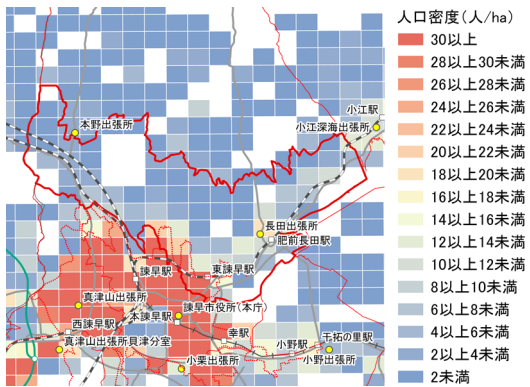 人口密度(人/ha)
30以上
28以上30未満
26以上28未満
24以上26未満
22以上24未満
20以上22未満
18以上20未満
16以上18未満
14以上16未満
12以上14未満
10以上12未満
8以上10未満
6以上8未満
4以上6未満
2以上4未満
2未満
小江駅
小江深海出張所
本野出張所
長田出張所
肥前長田駅
諫早駅
東諫早駅
真津山出張所
諫早市役所(本庁)
本諫早駅
西諫早駅
幸駅
干拓の里駅
真津山出張所貝津分室
小野駅
小野出張所
小栗出張所